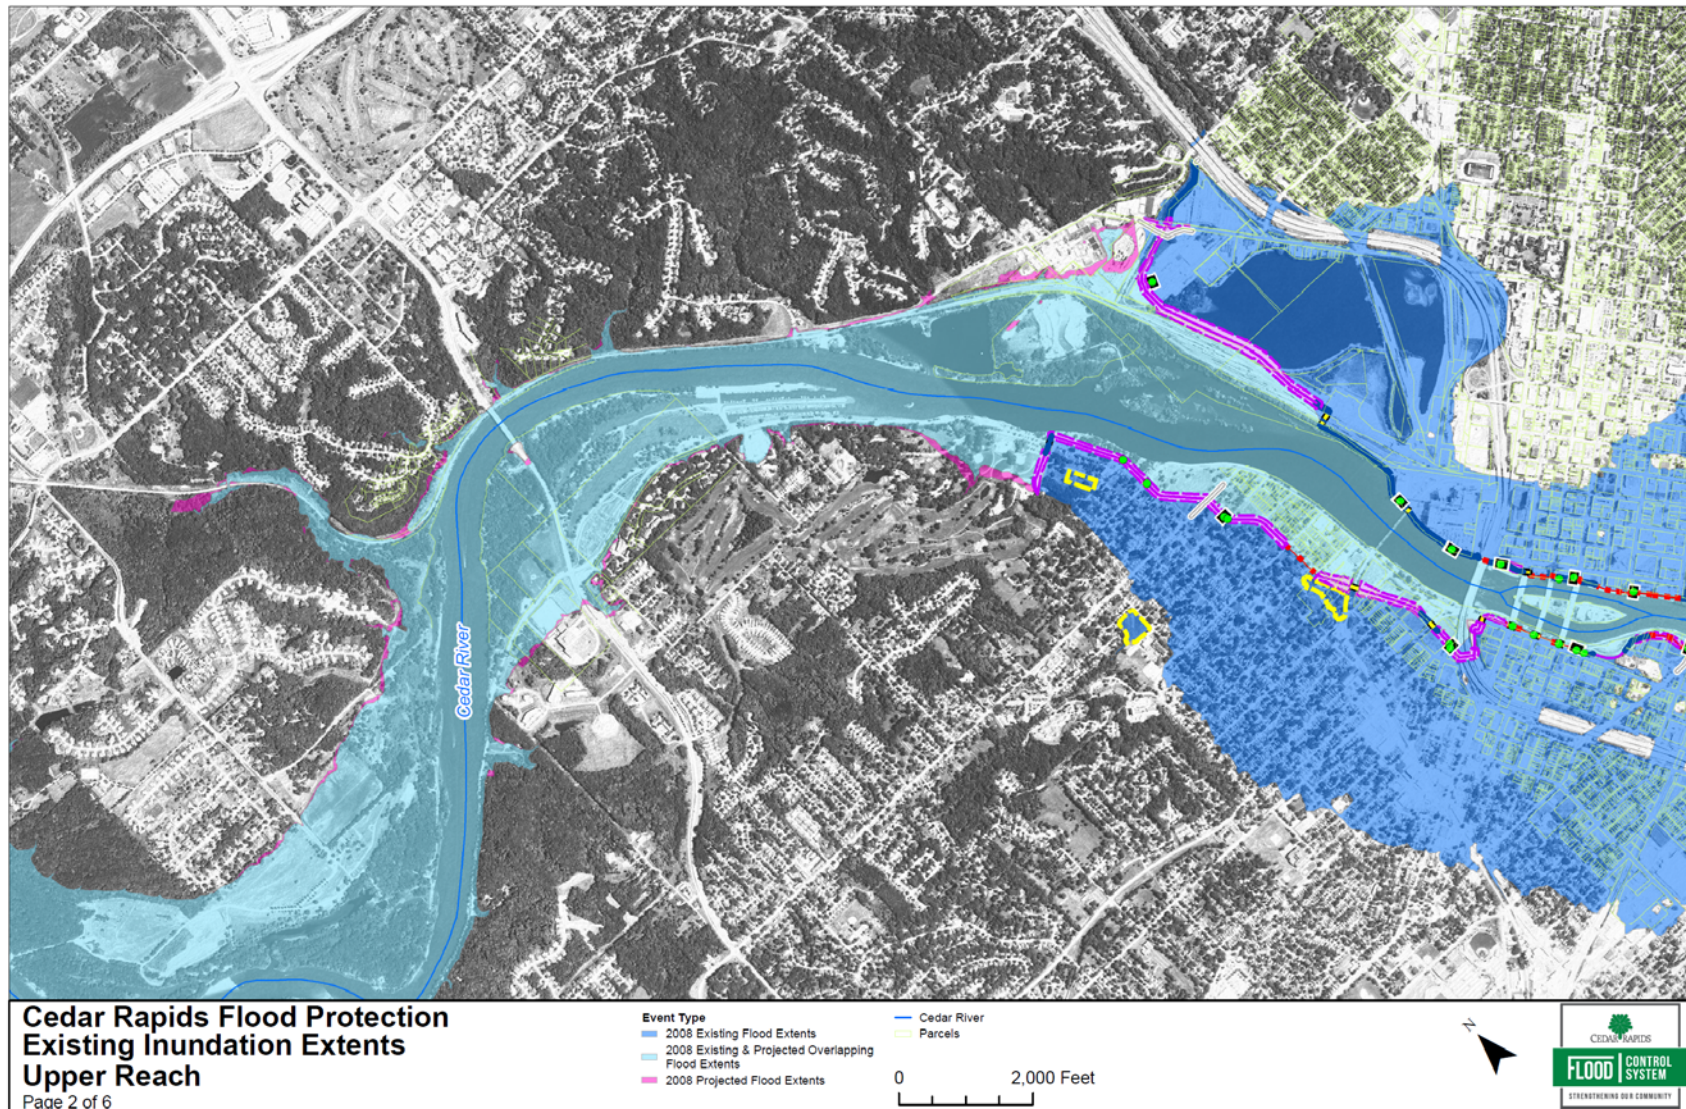 Cedar River
Cedar Rapids Flood Protection
Existing Inundation Extents
Upper Reach
Page 2 of 6
Event Type
2008 Existing Flood Extents
2008 Existing & Projected Overlapping
Flood Extents
2008 Projected Flood Extents
Cedar River
Parcels
0 2,000 Feet
N
CEDAR RAPIDS
FLOOD CONTROL
SYSTEM
STRENGTHENING OUR COMMUNITY